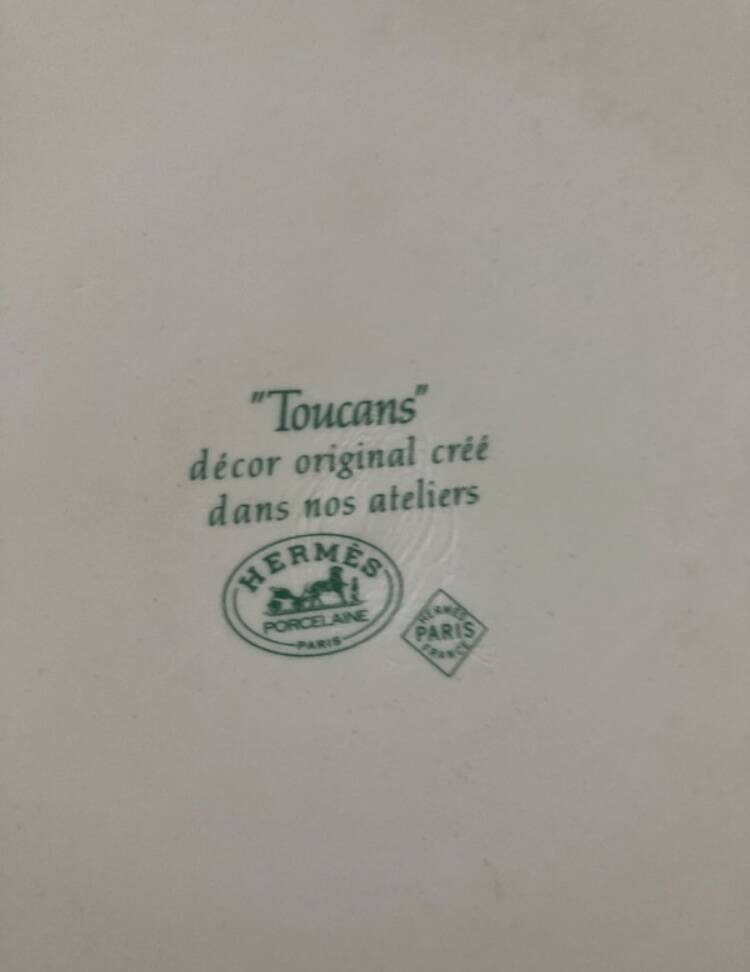 "Toucans"
décor original créé
dans nos ateliers
HERMÈS
PORCELAINE
PARIS
HERMÈS
PARIS
FRANCE